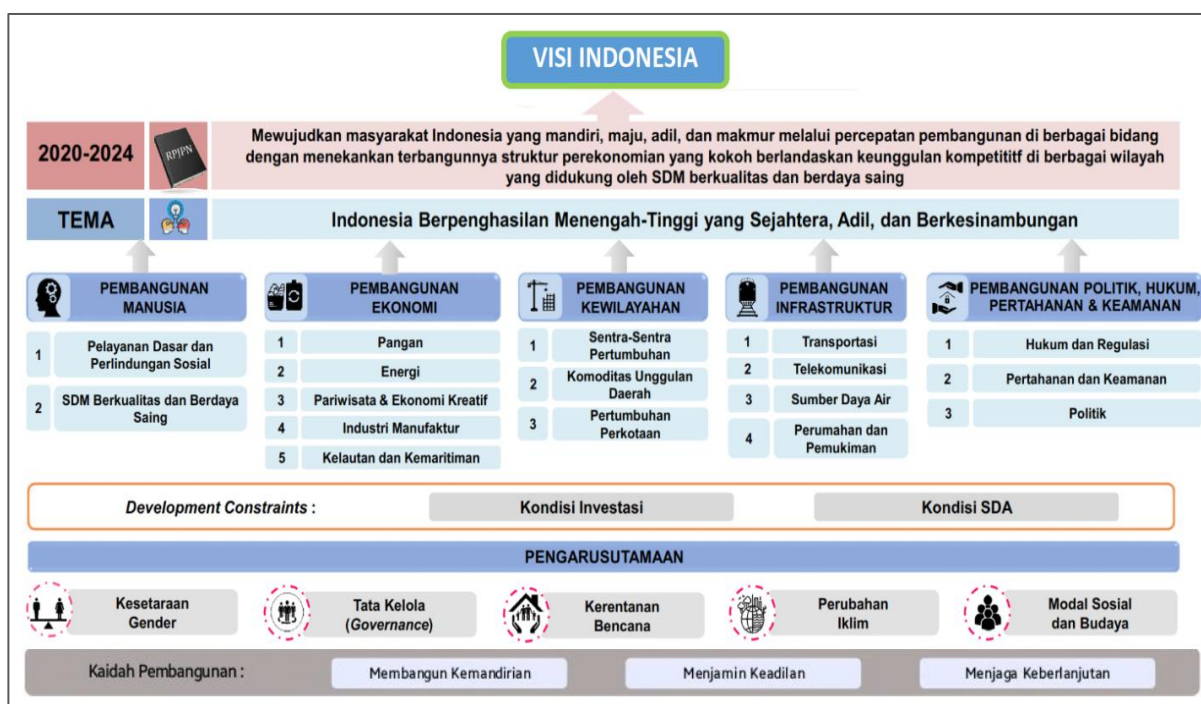 VISI INDONESIA
2020-2024
RPJPN
Mewujudkan masyarakat Indonesia yang mandiri, maju, adil, dan makmur melalui percepatan pembangunan di berbagai bidang
dengan menekankan terbangunnya struktur perekonomian yang kokoh berlandaskan keunggulan kompetititf di berbagai wilayah
yang didukung oleh SDM berkualitas dan berdaya saing
TEMA
Indonesia Berpenghasilan Menengah-Tinggi yang Sejahtera, Adil, dan Berkesinambungan
PEMBANGUNAN
MANUSIA
1 Pelayanan Dasar dan
Perlindungan Sosial
2 SDM Berkualitas dan Berdaya
Saing
PEMBANGUNAN
EKONOMI
1 Pangan
2 Energi
3 Pariwisata & Ekonomi Kreatif
4 Industri Manufaktur
5 Kelautan dan Kemaritiman
PEMBANGUNAN
KEWILAYAHAN
1 Sentra-Sentra
Pertumbuhan
2 Komoditas Unggulan
Daerah
3 Pertumbuhan
Perkotaan
PEMBANGUNAN
INFRASTRUKTUR
1 Transportasi
2 Telekomunikasi
3 Sumber Daya Air
4 Perumahan dan
Pemukiman
PEMBANGUNAN POLITIK, HUKUM,
PERTAHANAN & KEAMANAN
1 Hukum dan Regulasi
2 Pertahanan dan Keamanan
3 Politik
Development Constraints :
Kondisi Investasi
Kondisi SDA
PENGARUSUTAMAAN
Kesetaraan
Gender
Tata Kelola
(Governance)
Kerentanan
Bencana
Perubahan
Iklim
Modal Sosial
dan Budaya
Kaidah Pembangunan :
Membangun Kemandirian
Menjamin Keadilan
Menjaga Keberlanjutan